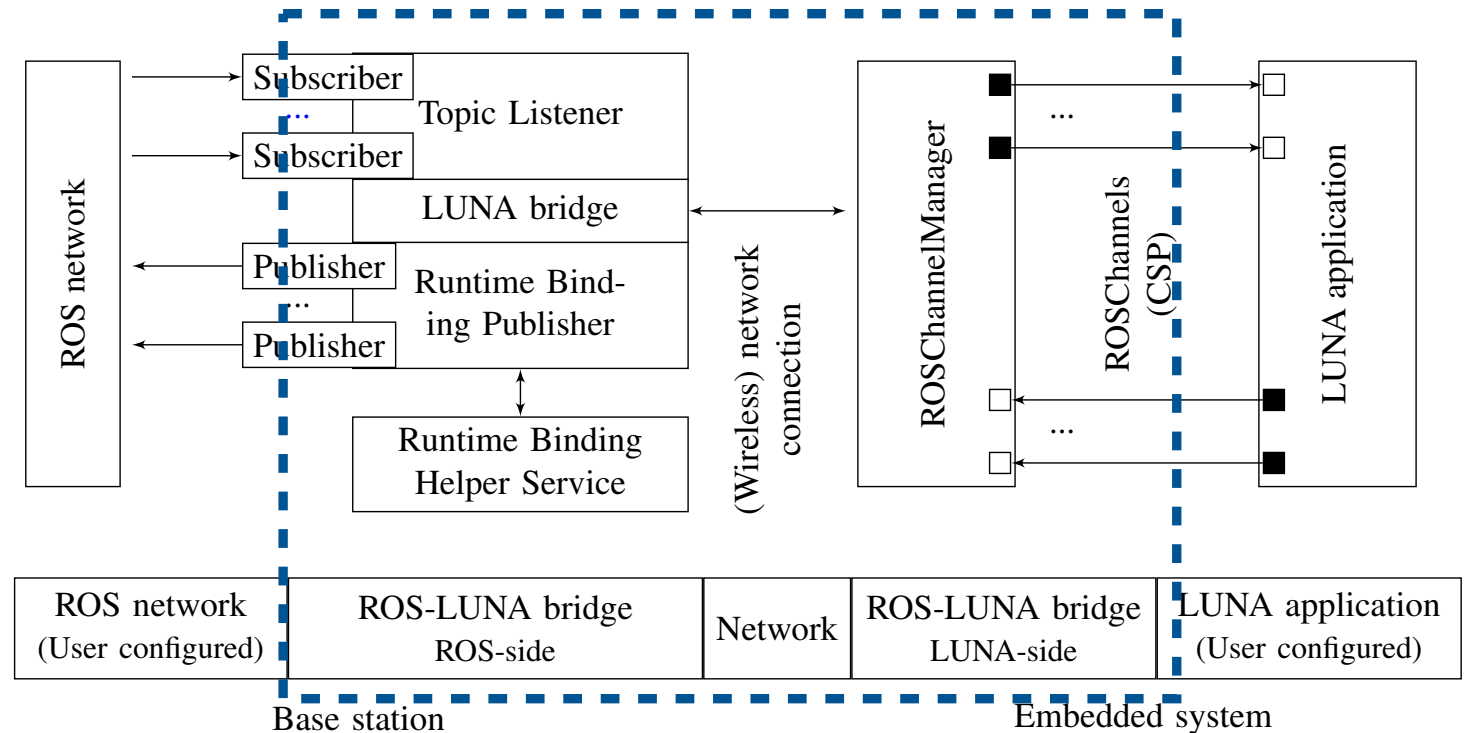 ROS network
Subscriber
...
Subscriber
Publisher
...
Publisher
Topic Listener
LUNA bridge
Runtime Bind-
ing Publisher
Runtime Binding
Helper Service
(Wireless) network
connection
ROSChannelManager
...
ROSChannels
(CSP)
...
LUNA application
ROS network
(User configured)
ROS-LUNA bridge
ROS-side
Network
ROS-LUNA bridge
LUNA-side
LUNA application
(User configured)
Base station
Embedded system